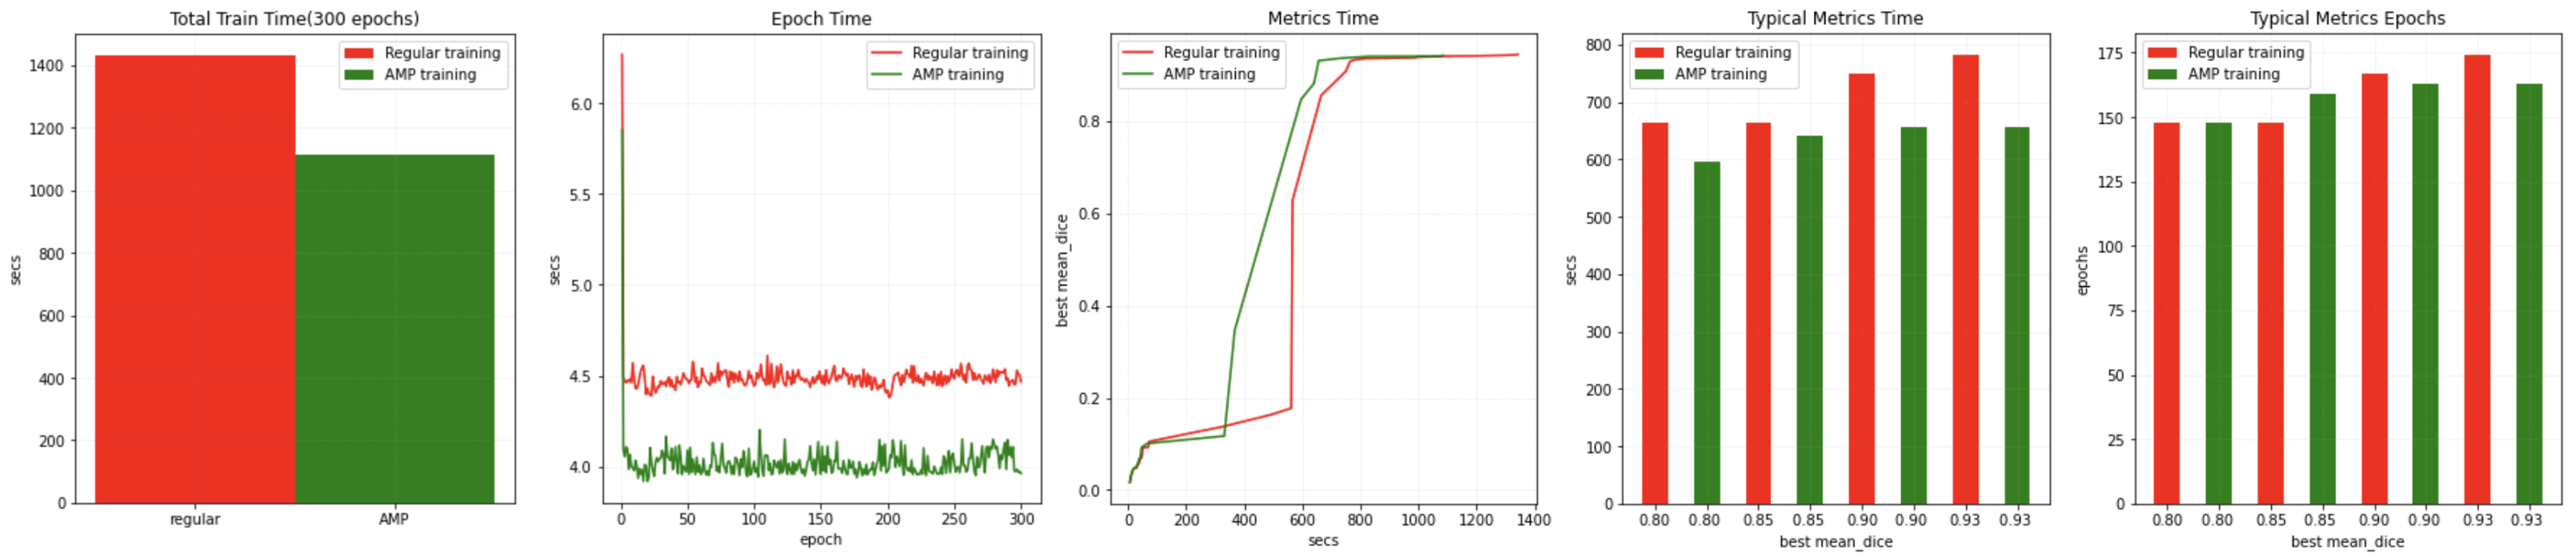 Total Train Time(300 epochs)
Regular training
AMP training
1400
1200
1000
800
600
400
200
0
secs
regular
AMP
Epoch Time
Regular training
AMP training
6.0
5.5
5.0
4.5
4.0
secs
0
50
100
150
200
250
300
epoch
Metrics Time
Regular training
AMP training
0.8
0.6
0.4
0.2
0.0
best mean_dice
0
200
400
600
800
1000
1200
1400
secs
Typical Metrics Time
Regular training
AMP training
800
700
600
500
400
300
200
100
0
secs
0.80
0.80
0.85
0.85
0.90
0.90
0.93
0.93
best mean_dice
Typical Metrics Epochs
Regular training
AMP training
175
150
125
100
75
50
25
0
epochs
0.80
0.80
0.85
0.85
0.90
0.90
0.93
0.93
best mean_dice